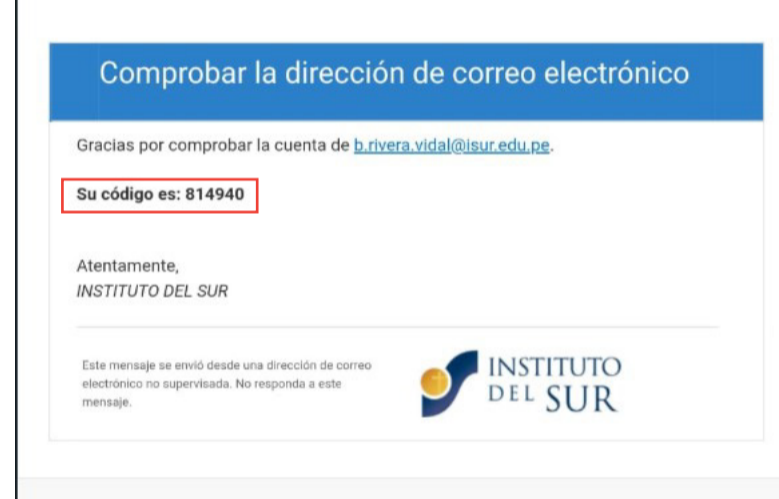 Comprobar la dirección de correo electrónico
Gracias por comprobar la cuenta de b.rivera.vidal@isur.edu.pe.
Su código es: 814940
Atentamente,
INSTITUTO DEL SUR
Este mensaje se envió desde una dirección de correo
electrónico no supervisada. No responda a este
mensaje.
INSTITUTO
DEL SUR